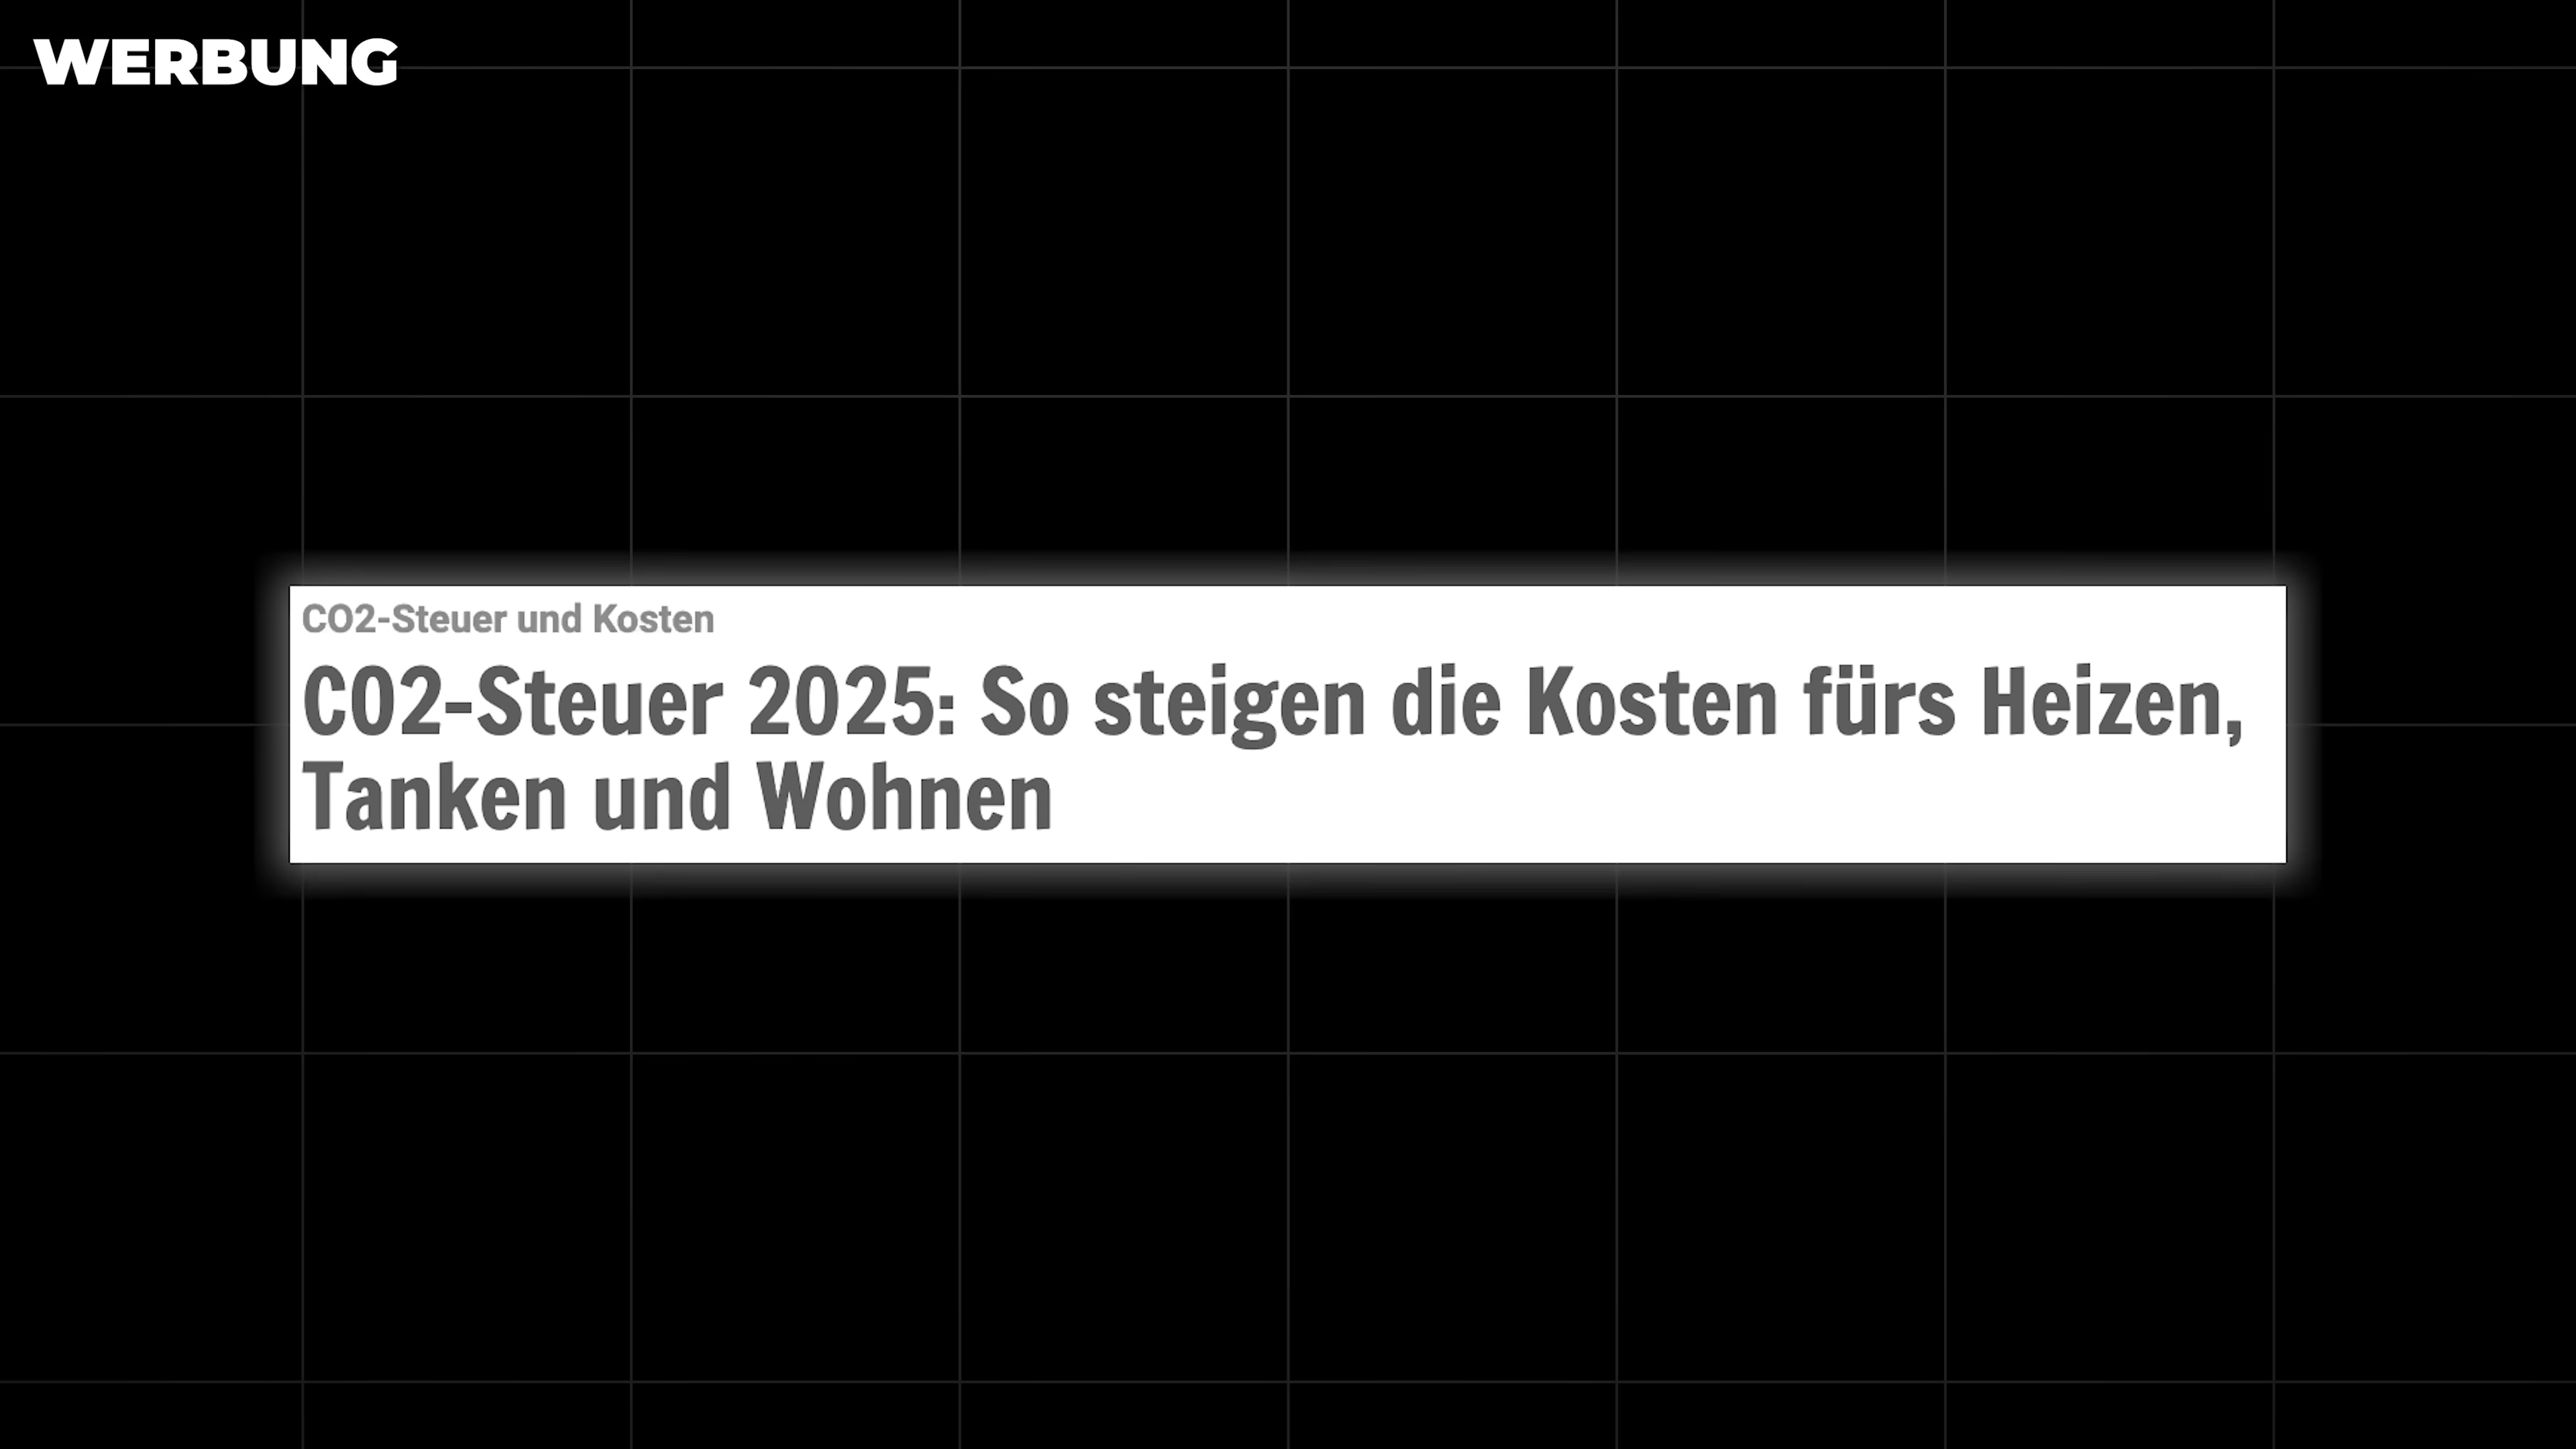 WERBUNG
CO2-Steuer und Kosten
CO2-Steuer 2025: So steigen die Kosten fürs Heizen,
Tanken und Wohnen